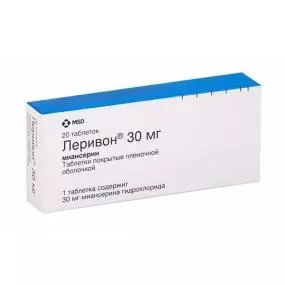 MSD
20 таблеток
Леривон® 30 мг
миансерин
Таблетки покрытые пленочной
оболочкой
1 таблетка содержит
30 мг миансерина гидрохлорида
Леривон® 30 мг